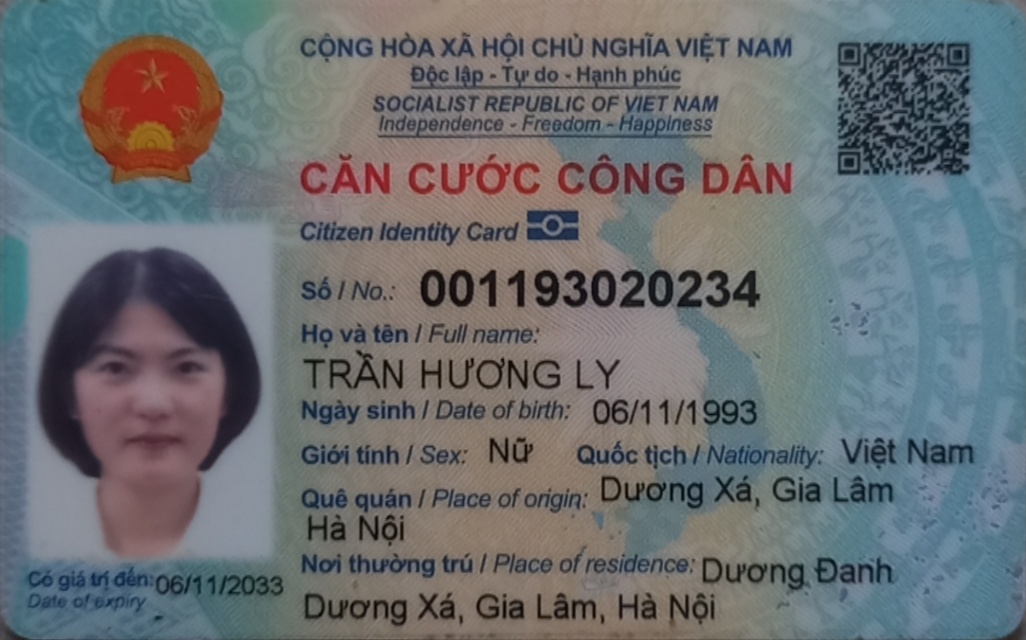 CỘNG HÒA XÃ HỘI CHỦ NGHĨA VIỆT NAM
Độc lập - Tự do - Hạnh phúc
SOCIALIST REPUBLIC OF VIET NAM
Independence - Freedom - Happiness
CĂN CƯỚC CÔNG DÂN
Citizen Identity Card
Số / No.: 001193020234
Họ và tên / Full name:
TRẦN HƯƠNG LY
Ngày sinh / Date of birth: 06/11/1993
Giới tính / Sex: Nữ Quốc tịch / Nationality: Việt Nam
Quê quán / Place of origin: Dương Xá, Gia Lâm
Hà Nội
Nơi thường trú / Place of residence: Dương Đanh
Dương Xá, Gia Lâm, Hà Nội
Có giá trị đến: 06/11/2033
Date of expiry